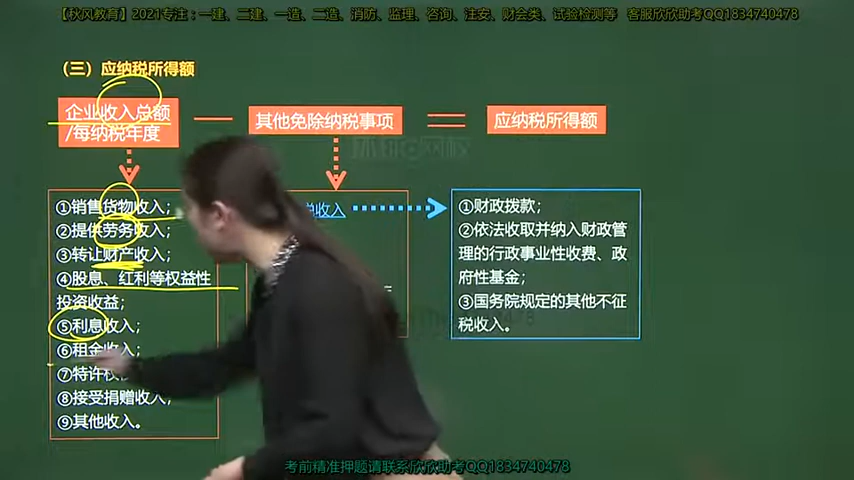 【秋风教育】2021专注：一建、二建、一造、二造、消防、监理、咨询、注安、财会类、试验检测等 客服欣欣助考QQ1834740478
（三）应纳税所得额
企业收入总额
/每纳税年度
其他免除纳税事项
应纳税所得额
①销售货物收入；
②提供劳务收入；
③转让财产收入；
④股息、红利等权益性
投资收益；
⑤利息收入；
⑥租金收入；
⑦特许权
⑧接受捐赠收入；
⑨其他收入。
税收入
①财政拨款；
②依法收取并纳入财政管
理的行政事业性收费、政
府性基金；
③国务院规定的其他不征
税收入。
考前精准押题请联系欣欣助考QQ1834740478